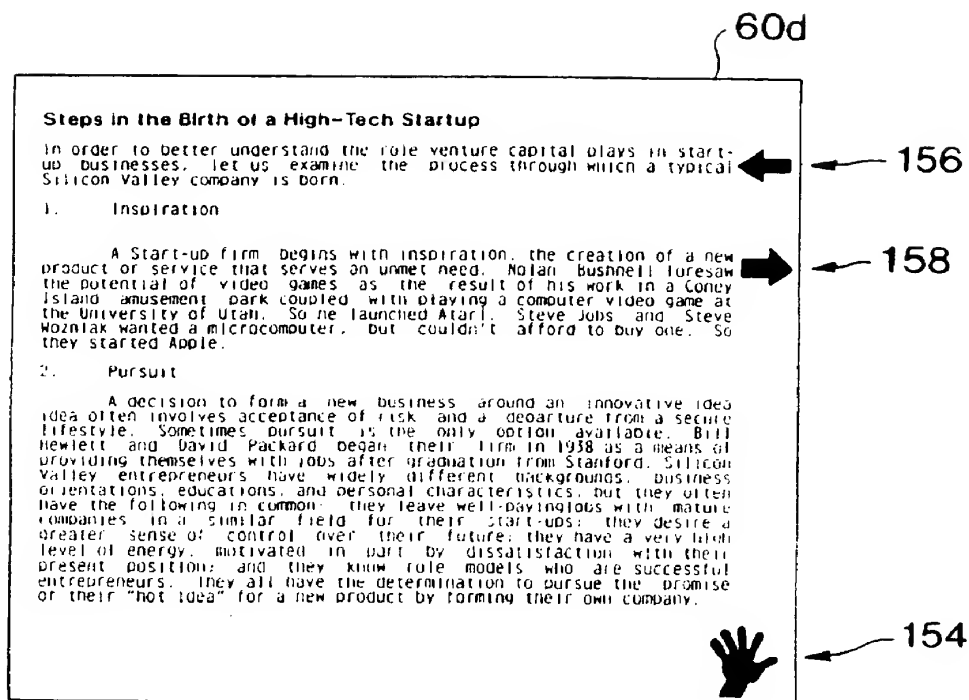 60d
Steps in the Birth of a High-Tech Startup
In order to better understand the role venture capital plays in start-
up businesses, let us examine the process through which a typical
Silicon Valley company is born.
156
1. Inspiration
A Start-up firm begins with inspiration, the creation of a new
158
product or service that serves an unmet need. Nolan Bushnell foresaw
the potential of video games as the result of his work in a Coney
Island amusement park coupled with playing a computer video game at
the University of Utah. So he launched Atari. Steve Jobs and Steve
Wozniak wanted a microcomputer, but couldn't afford to buy one. So
they started Apple.
2. Pursuit
A decision to form a new business around an innovative idea
idea often involves acceptance of risk and a departure from a secure
lifestyle. Sometimes pursuit is the only option available. Bill
Hewlett and David Packard began their firm in 1938 as a means of
providing themselves with jobs after graduation from Stanford. Silicon
Valley entrepreneurs have widely different backgrounds, business
orientations, educations, and personal characteristics, but they often
have the following in common: they leave well-payingjobs with mature
companies in a similar field for their start-ups; they desire a
greater sense of control over their future; they have a very high
level of energy, motivated in part by dissatisfaction with their
present position; and they know role models who are successful
entrepreneurs. They all have the determination to pursue the promise
of their "hot idea" for a new product by forming their own company.
154